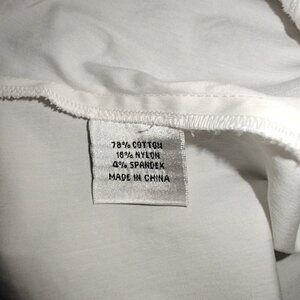 78% COTTON
18% NYLON
4% SPANDEX
MADE IN CHINA